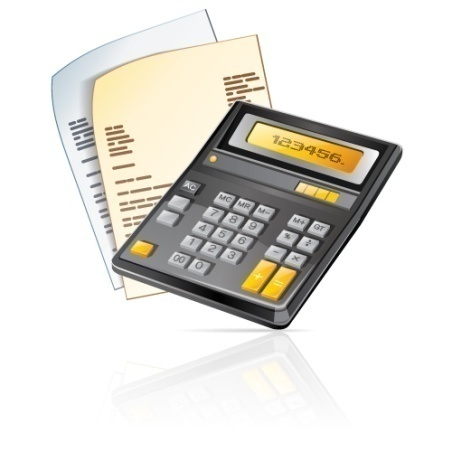 123456.
AC
MC MR M- M+ GT
7 8 9 % ÷
4 5 6 − ×
1 2 3
00 0 + =